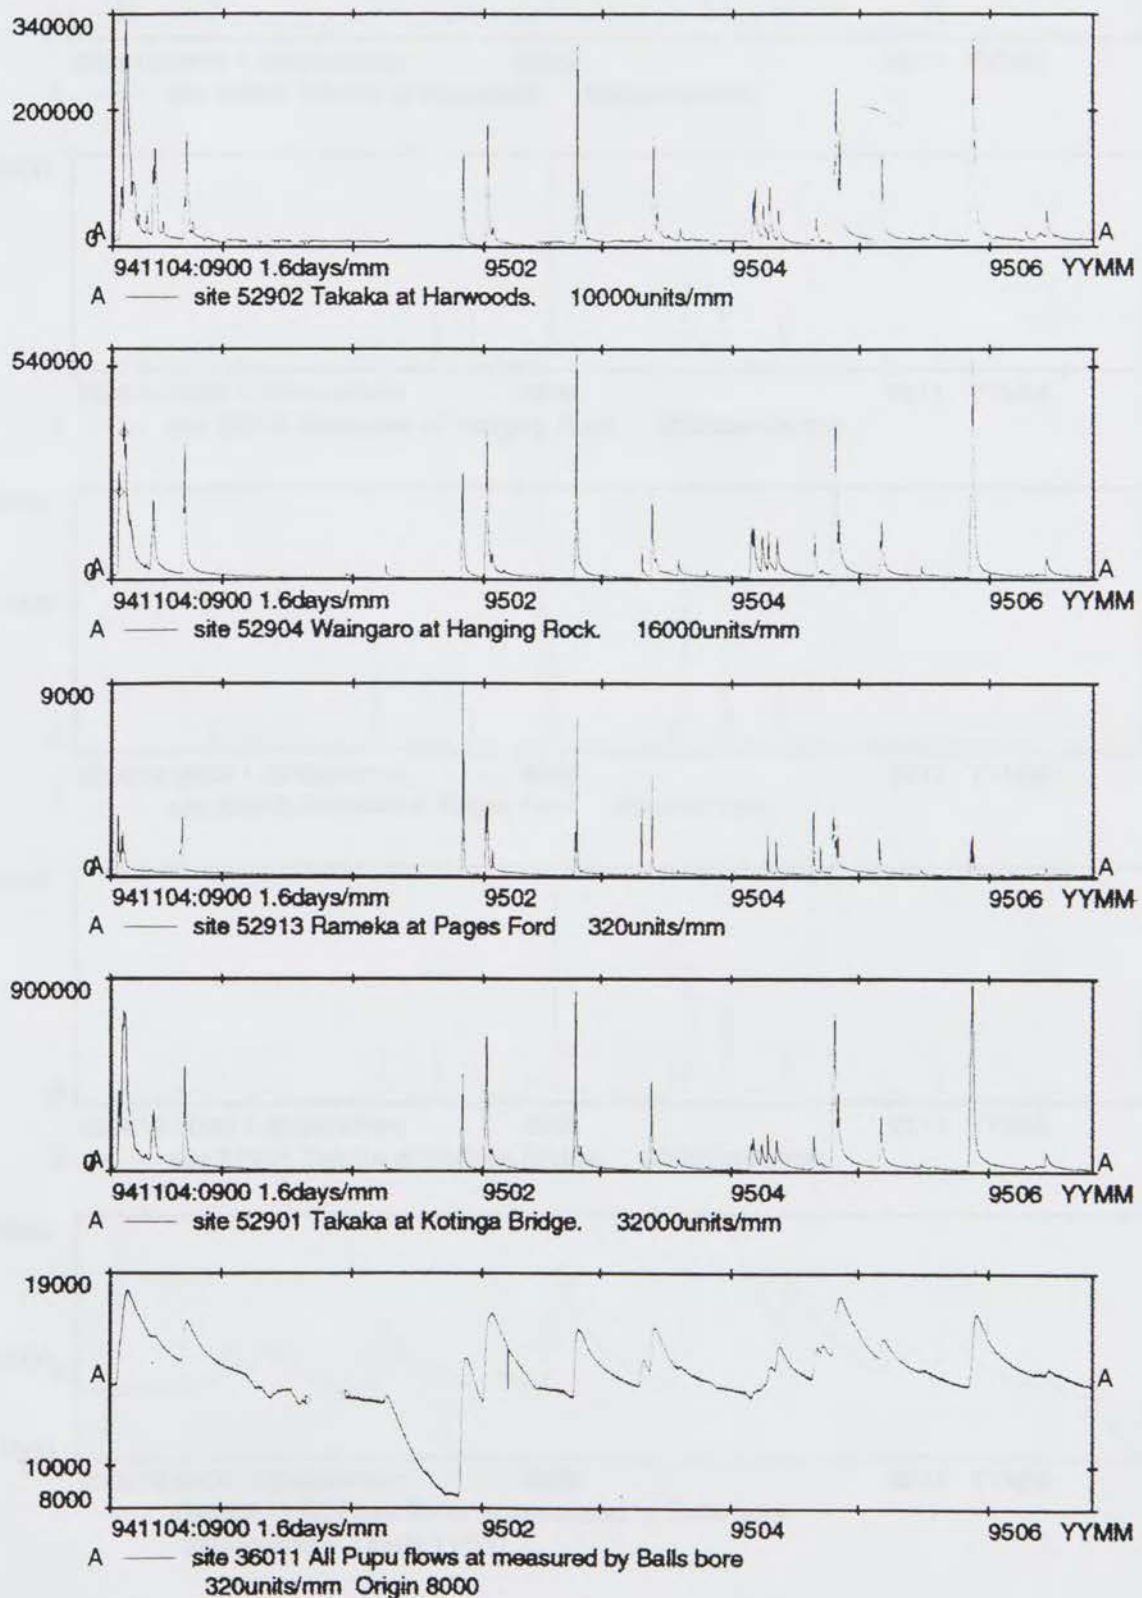 340000
200000
0A A
941104:0900 1.6days/mm 9502 9504 9506 YYMM
A —— site 52902 Takaka at Harwoods. 10000units/mm
540000
0A A
941104:0900 1.6days/mm 9502 9504 9506 YYMM
A —— site 52904 Waingaro at Hanging Rock. 16000units/mm
9000
0A A
941104:0900 1.6days/mm 9502 9504 9506 YYMM
A —— site 52913 Rameka at Pages Ford 320units/mm
900000
0A A
941104:0900 1.6days/mm 9502 9504 9506 YYMM
A —— site 52901 Takaka at Kotinga Bridge. 32000units/mm
19000
A A
10000
8000
941104:0900 1.6days/mm 9502 9504 9506 YYMM
A —— site 36011 All Pupu flows at measured by Balls bore
320units/mm Origin 8000